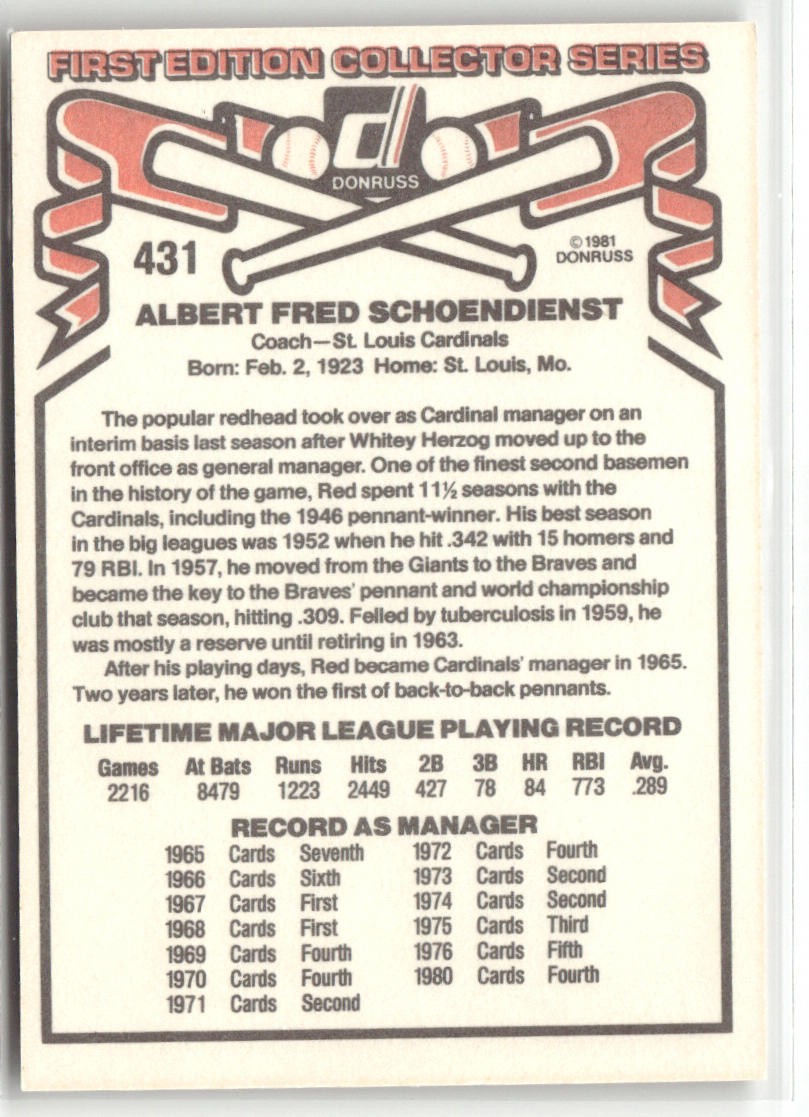 FIRST EDITION COLLECTOR SERIES
d
DONRUSS
431
©1981
DONRUSS
ALBERT FRED SCHOENDIENST
Coach—St. Louis Cardinals
Born: Feb. 2, 1923 Home: St. Louis, Mo.
The popular redhead took over as Cardinal manager on an
interim basis last season after Whitey Herzog moved up to the
front office as general manager. One of the finest second basemen
in the history of the game, Red spent 11½ seasons with the
Cardinals, including the 1946 pennant-winner. His best season
in the big leagues was 1952 when he hit .342 with 15 homers and
79 RBI. In 1957, he moved from the Giants to the Braves and
became the key to the Braves' pennant and world championship
club that season, hitting .309. Felled by tuberculosis in 1959, he
was mostly a reserve until retiring in 1963.
After his playing days, Red became Cardinals' manager in 1965.
Two years later, he won the first of back-to-back pennants.
LIFETIME MAJOR LEAGUE PLAYING RECORD
Games At Bats Runs Hits 2B 3B HR RBI Avg.
2216 8479 1223 2449 427 78 84 773 .289
RECORD AS MANAGER
1965 Cards Seventh 1972 Cards Fourth
1966 Cards Sixth 1973 Cards Second
1967 Cards First 1974 Cards Second
1968 Cards First 1975 Cards Third
1969 Cards Fourth 1976 Cards Fifth
1970 Cards Fourth 1980 Cards Fourth
1971 Cards Second